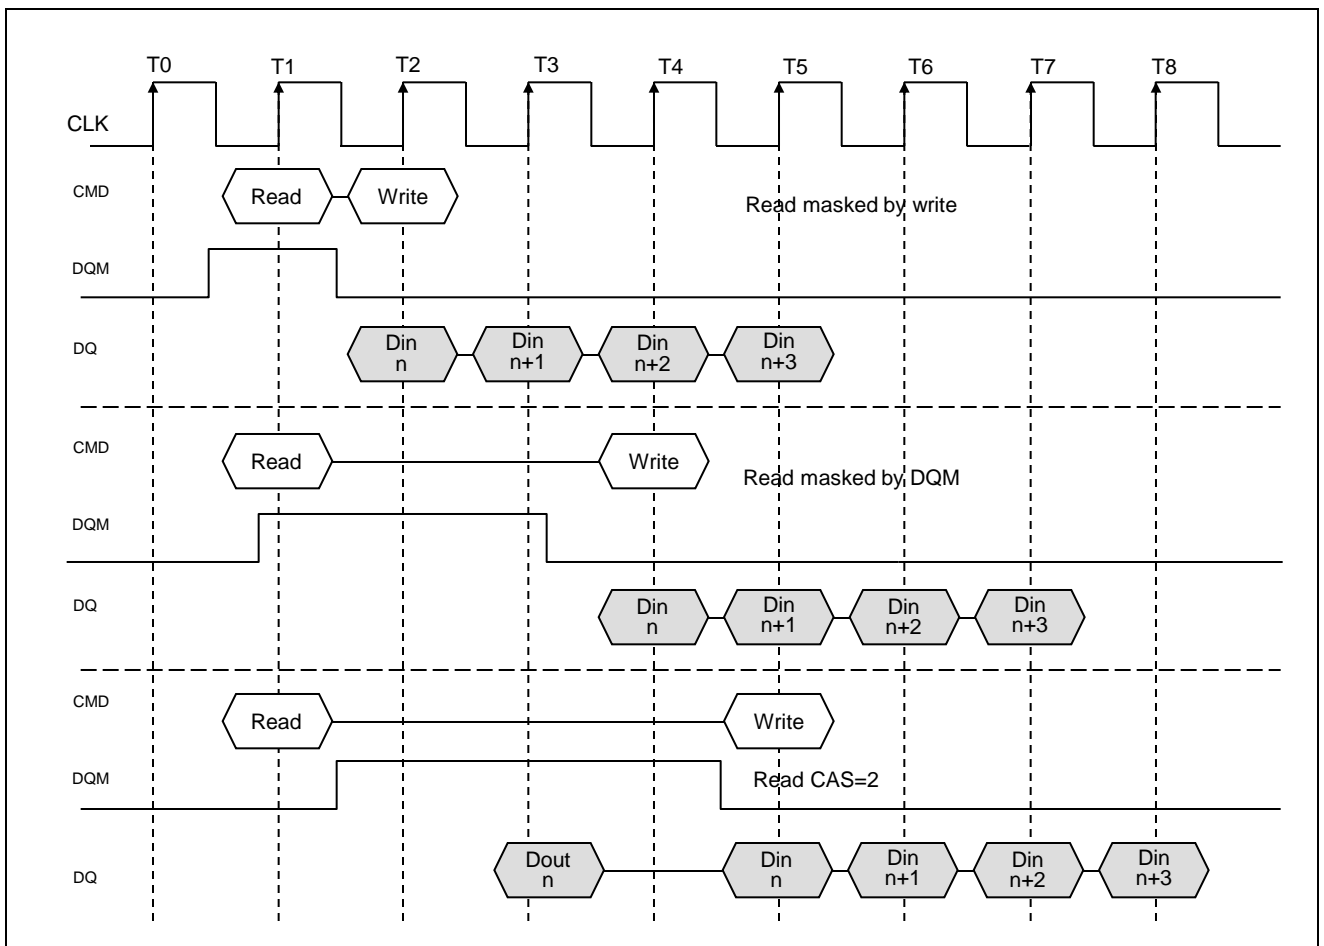 T0 T1 T2 T3 T4 T5 T6 T7 T8
CLK
CMD Read Write Read masked by write
DQM
DQ Din Din Din Din
n n+1 n+2 n+3
CMD Read Write Read masked by DQM
DQM
DQ Din Din Din Din
n n+1 n+2 n+3
CMD Read Write
DQM Read CAS=2
DQ Dout Din Din Din Din
n n n+1 n+2 n+3